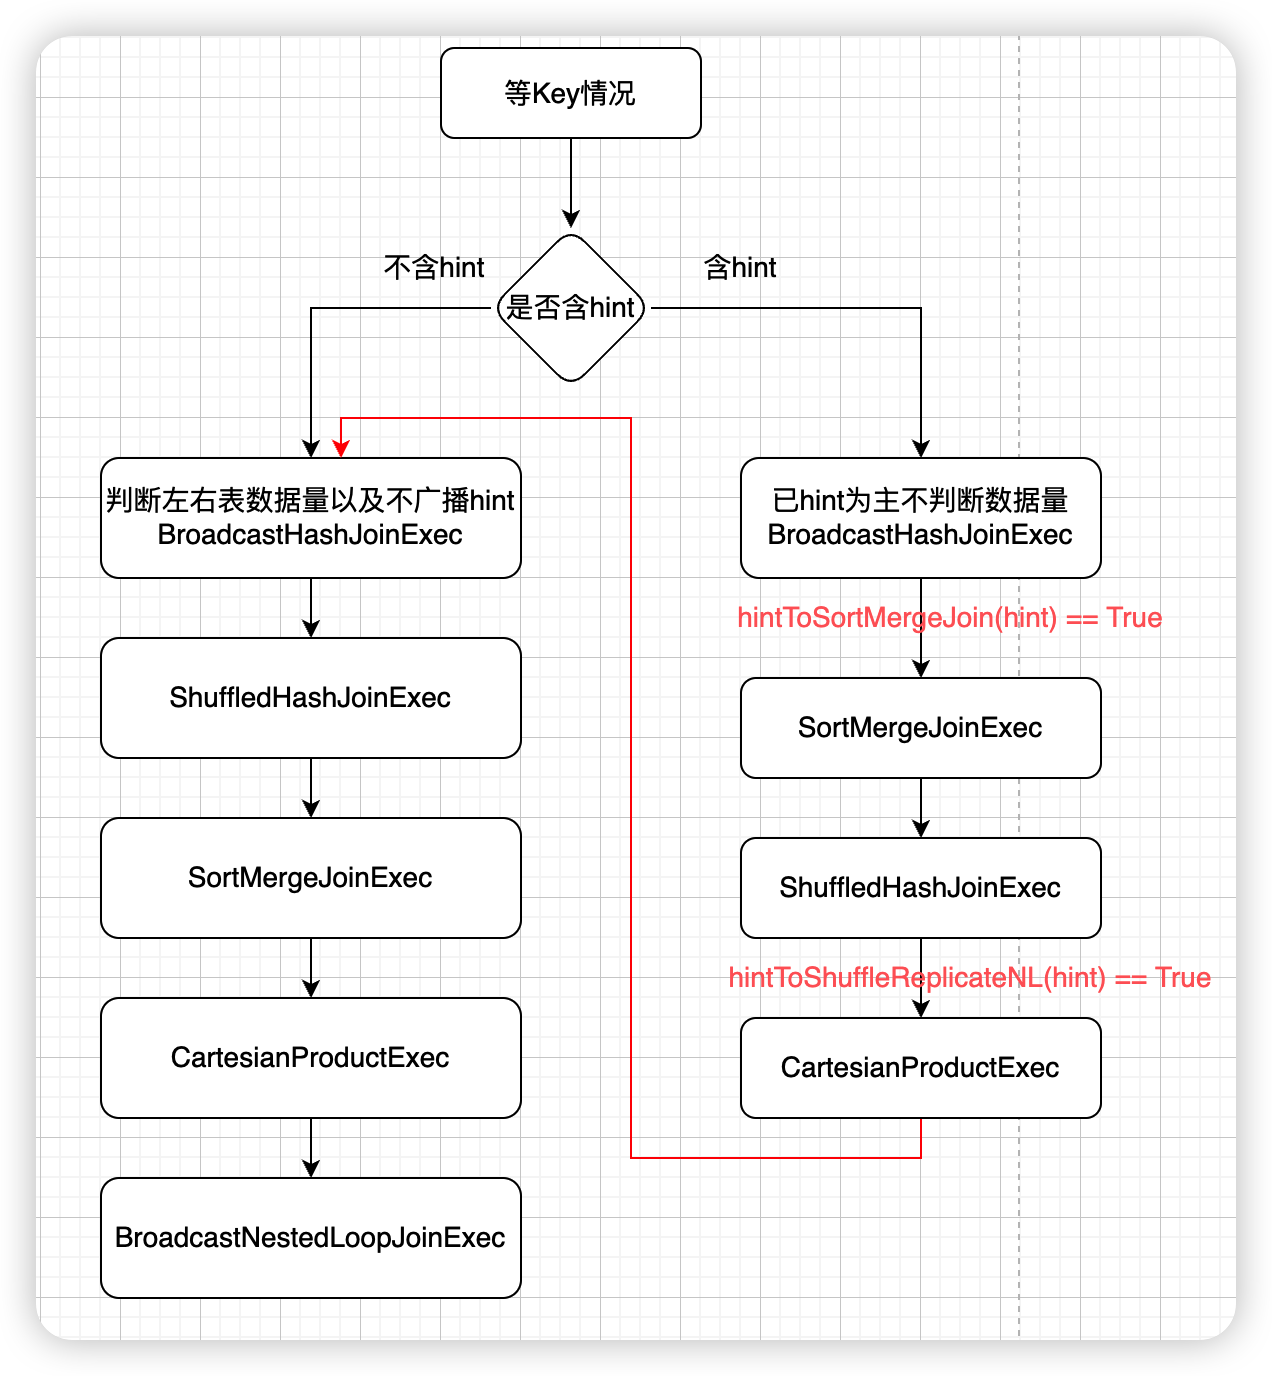 等Key情况
不含hint
含hint
是否含hint
判断左右表数据量以及不广播hint
BroadcastHashJoinExec
已hint为主不判断数据量
BroadcastHashJoinExec
hintToSortMergeJoin(hint) == True
ShuffledHashJoinExec
SortMergeJoinExec
SortMergeJoinExec
ShuffledHashJoinExec
hintToShuffleReplicateNL(hint) == True
CartesianProductExec
CartesianProductExec
BroadcastNestedLoopJoinExec